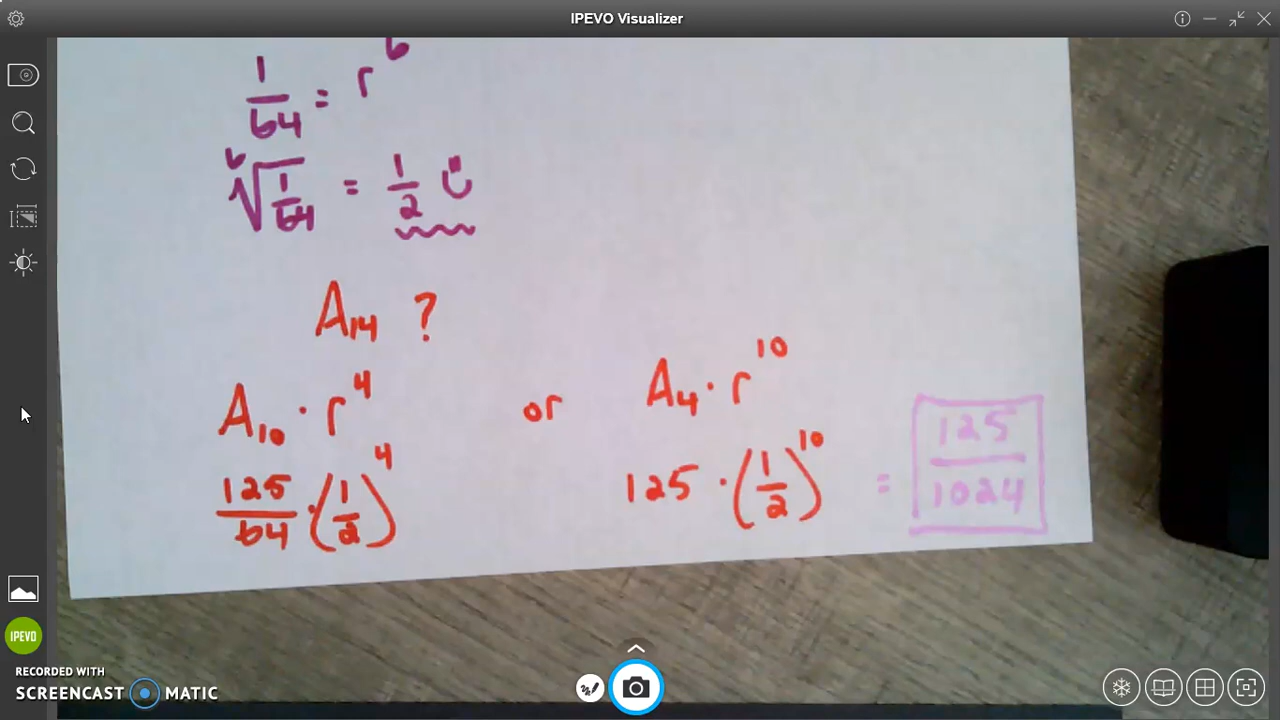 IPEVO Visualizer
1/64 = r^6
⁶√(1/64) = 1/2
A₁₄ ?
A₁₀ · r^4 or A₄ · r^10
125/64 · (1/2)^4
125 · (1/2)^10 = 125/1024
IPEVO
RECORDED WITH
SCREENCAST MATIC